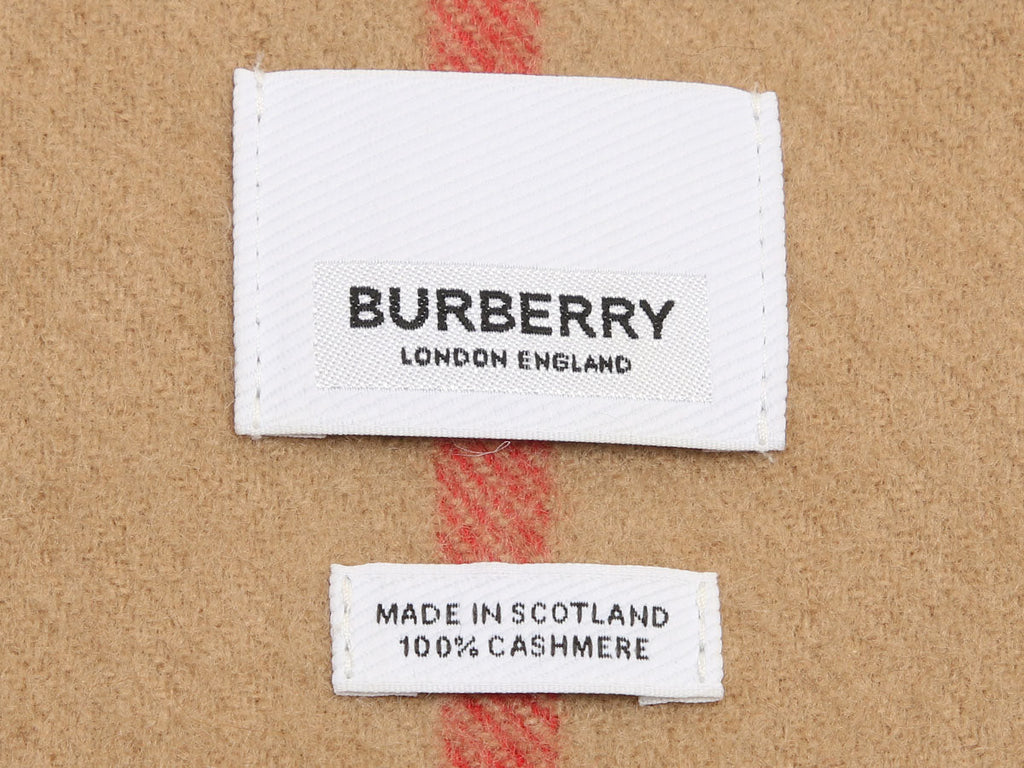 BURBERRY
LONDON ENGLAND
MADE IN SCOTLAND
100% CASHMERE